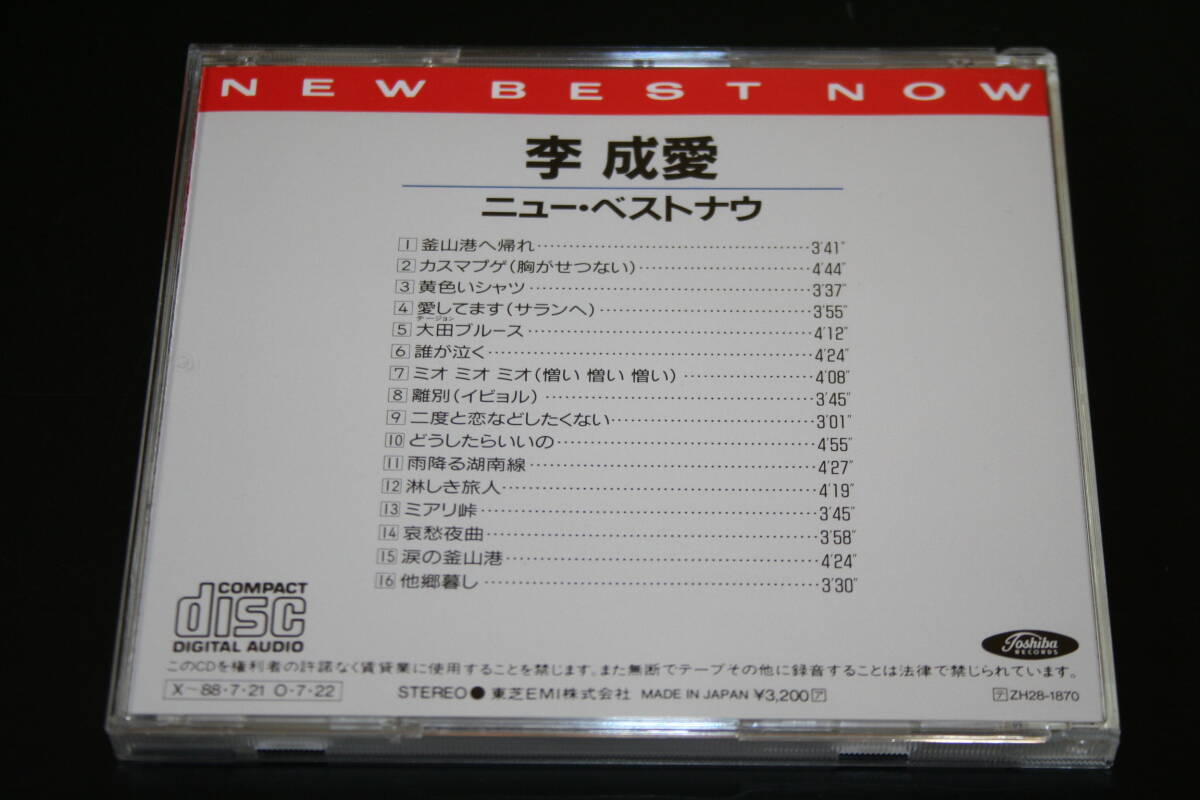 NEW BEST NOW
李 成愛
ニュー・ベストナウ
1 釜山港へ帰れ 3'41"
2 カスマプゲ(胸がせつない) 4'44"
3 黄色いシャツ 3'37"
4 愛してます(サランヘ) 3'55"
テージョン
5 大田ブルース 4'12"
6 誰が泣く 4'24"
7 ミオ ミオ ミオ(憎い 憎い 憎い) 4'08"
8 離別(イビョル) 3'45"
9 二度と恋などしたくない 3'01"
10 どうしたらいいの 4'55"
11 雨降る湖南線 4'27"
12 淋しき旅人 4'19"
13 ミアリ峠 3'45"
14 哀愁夜曲 3'58"
15 涙の釜山港 4'24"
16 他郷暮し 3'30"
COMPACT
disc
DIGITAL AUDIO
Toshiba
RECORDS
このCDを権利者の許諾なく賃貸業に使用することを禁じます。また無断でテープその他に録音することは法律で禁じられています。
X〜88・7・21 O・7・22 STEREO ● 東芝EMI株式会社 MADE IN JAPAN ¥3,200 ア テ ZH28-1870